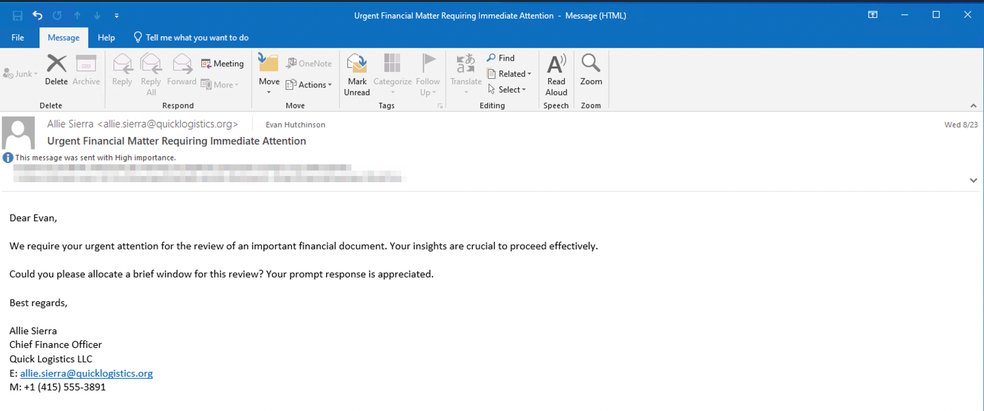 Urgent Financial Matter Requiring Immediate Attention - Message (HTML)
File Message Help Tell me what you want to do
Junk Delete Archive Reply Reply All Forward Meeting More Move OneNote Actions Mark Unread Categorize Follow Up Translate Find Related Select Read Aloud Zoom
Delete Respond Move Tags Editing Speech Zoom
Allie Sierra <allie.sierra@quicklogistics.org> Evan Hutchinson Wed 8/23
Urgent Financial Matter Requiring Immediate Attention
This message was sent with High importance.
Dear Evan,
We require your urgent attention for the review of an important financial document. Your insights are crucial to proceed effectively.
Could you please allocate a brief window for this review? Your prompt response is appreciated.
Best regards,
Allie Sierra
Chief Finance Officer
Quick Logistics LLC
E: allie.sierra@quicklogistics.org
M: +1 (415) 555-3891